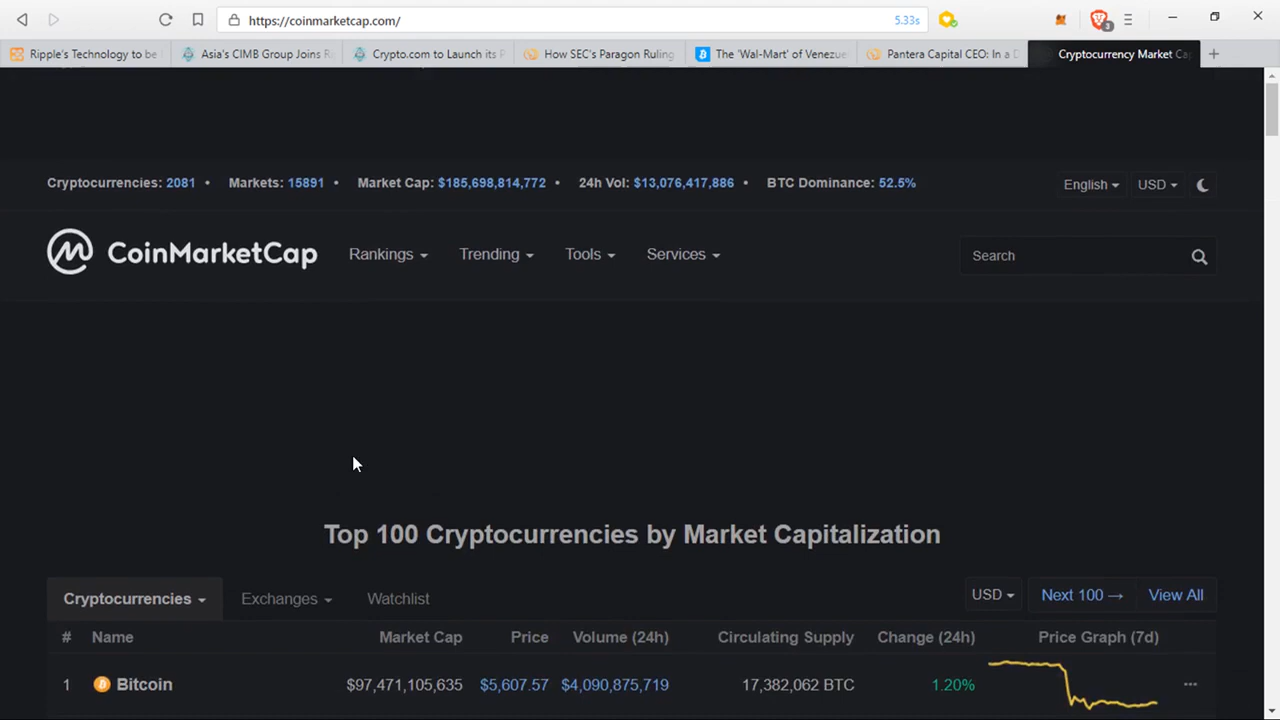 https://coinmarketcap.com/
5.33s
3
Ripple's Technology to be
Asia's CIMB Group Joins
Crypto.com to Launch its
How SEC's Paragon Ruling
The 'Wal-Mart' of Venezue
Pantera Capital CEO: In a
Cryptocurrency Market Ca
Cryptocurrencies: 2081 • Markets: 15891 • Market Cap: $185,698,814,772 • 24h Vol: $13,076,417,886 • BTC Dominance: 52.5%
English USD
CoinMarketCap Rankings Trending Tools Services Search
Top 100 Cryptocurrencies by Market Capitalization
Cryptocurrencies Exchanges Watchlist USD Next 100 → View All
# Name Market Cap Price Volume (24h) Circulating Supply Change (24h) Price Graph (7d)
1 Bitcoin $97,471,105,635 $5,607.57 $4,090,875,719 17,382,062 BTC 1.20%